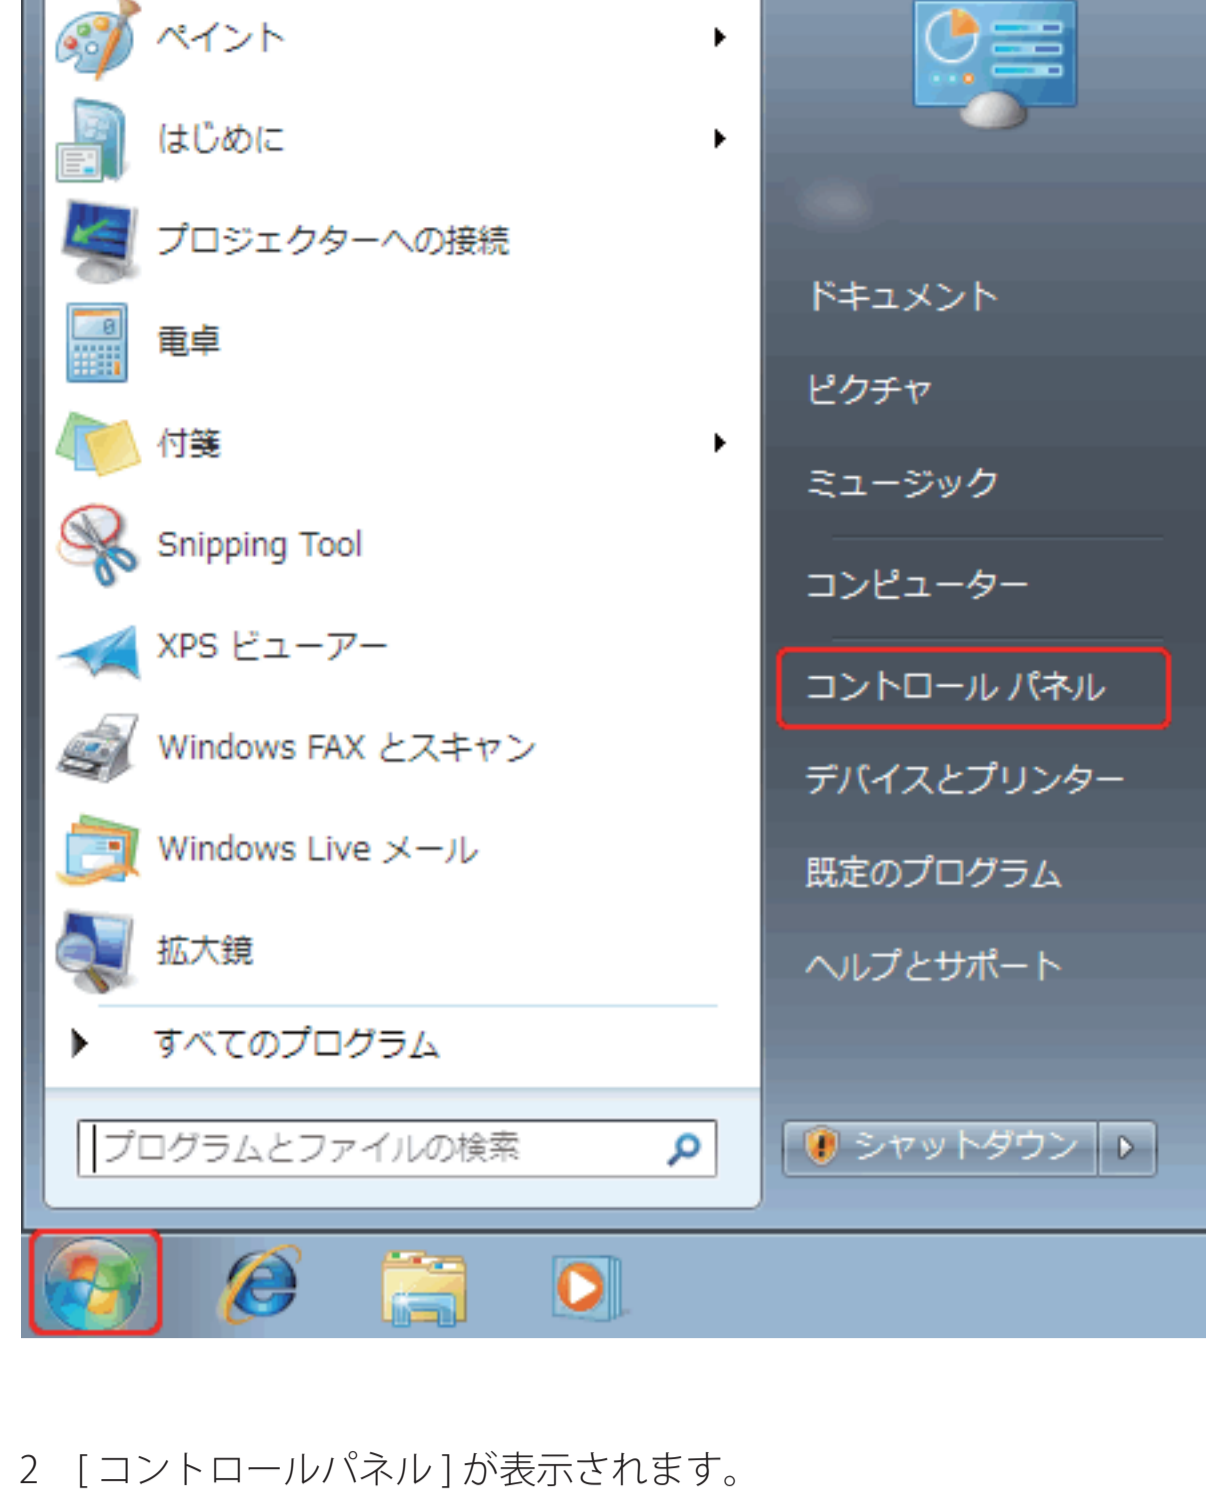 ペイント
はじめに
プロジェクターへの接続
電卓
付箋
Snipping Tool
XPS ビューアー
Windows FAX とスキャン
Windows Live メール
拡大鏡
すべてのプログラム
プログラムとファイルの検索
ドキュメント
ピクチャ
ミュージック
コンピューター
コントロール パネル
デバイスとプリンター
既定のプログラム
ヘルプとサポート
シャットダウン
2 [ コントロールパネル ] が表示されます。